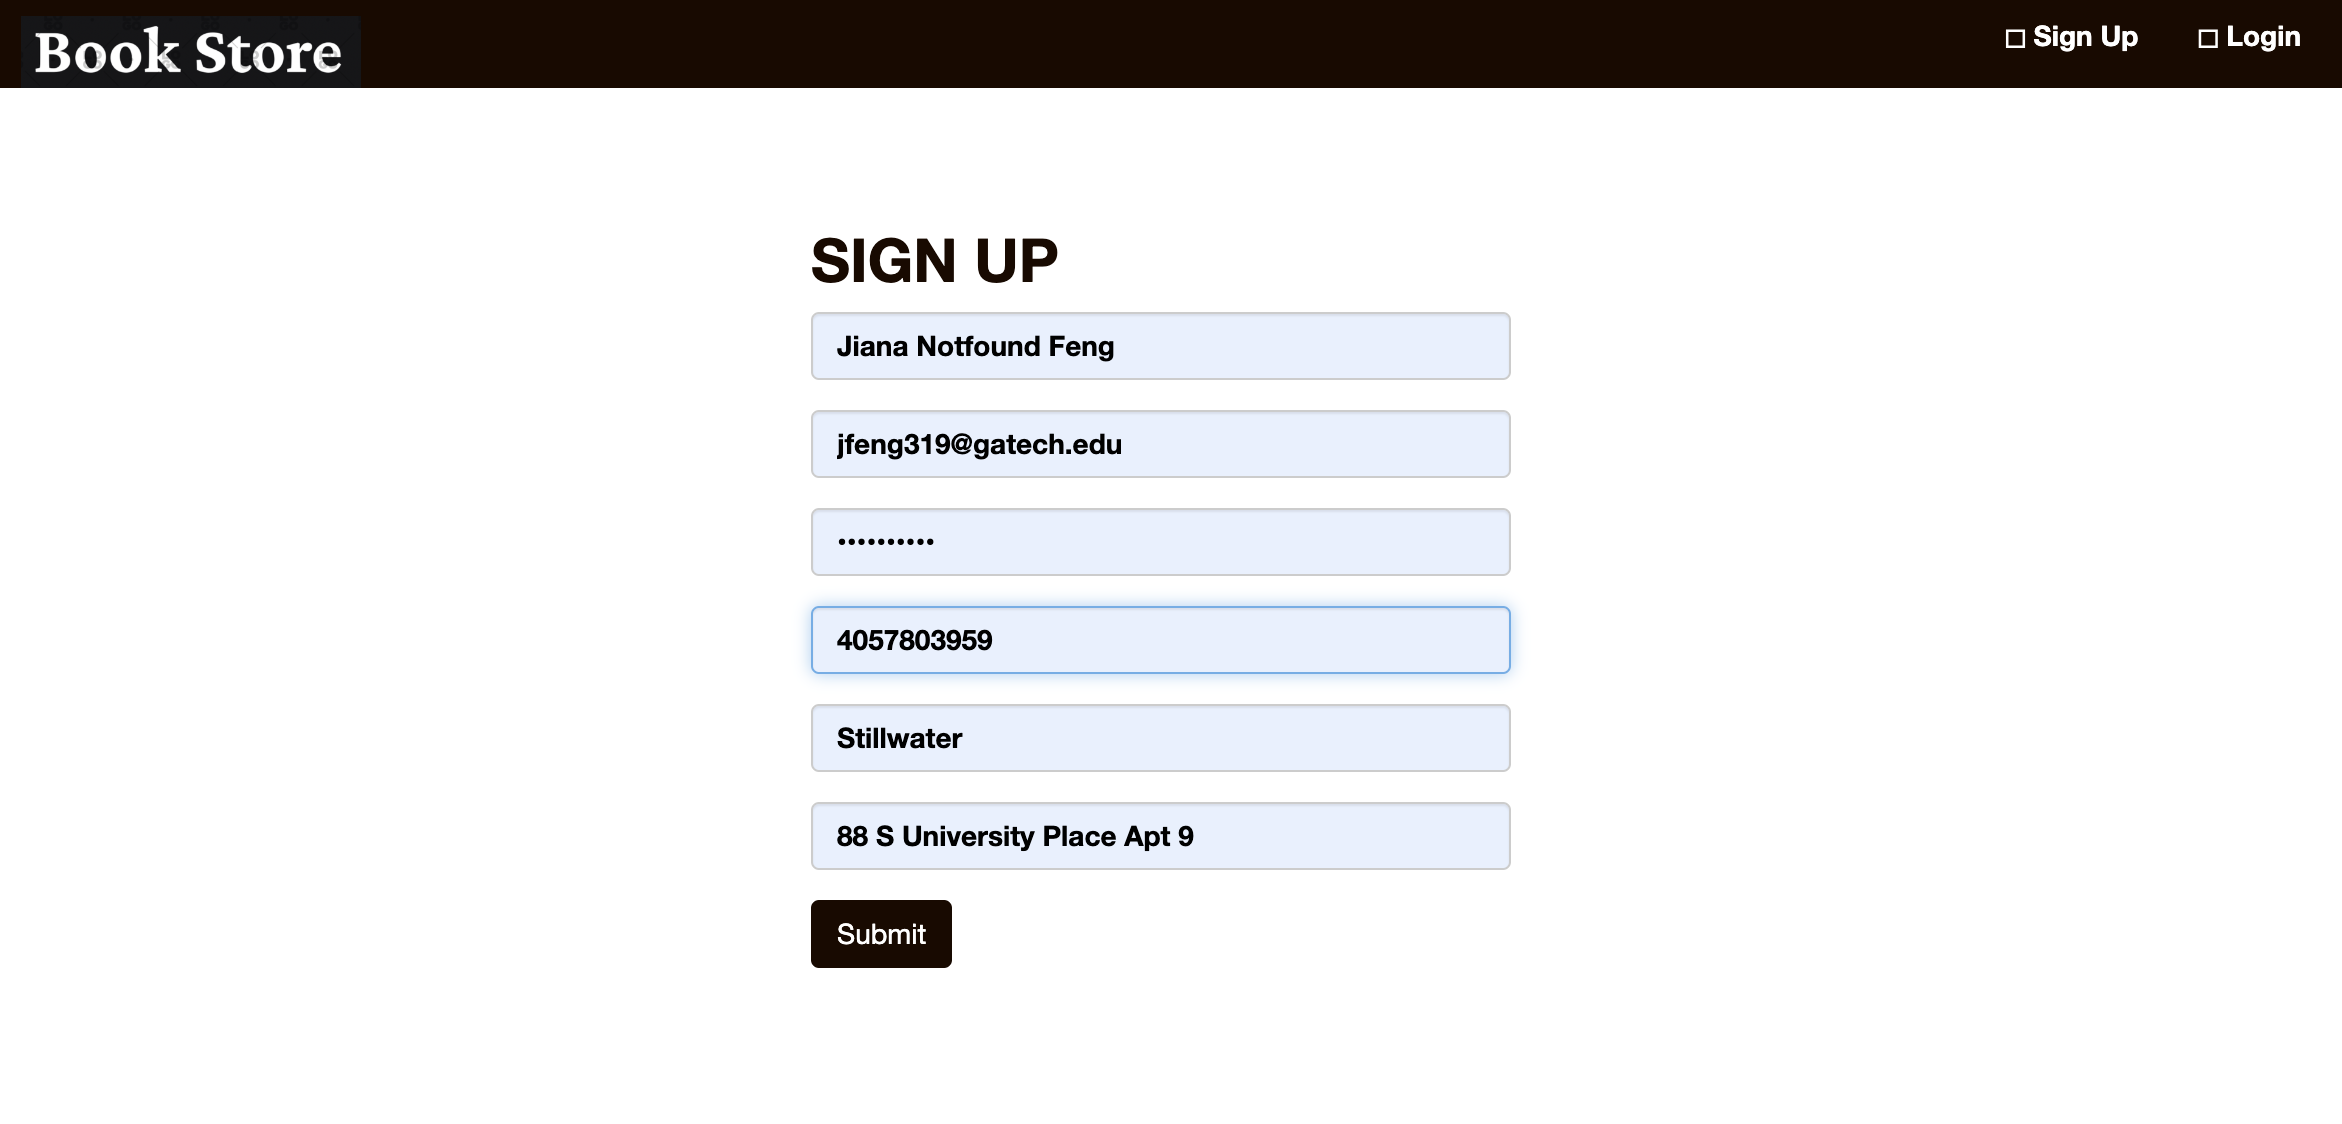 Book Store
Sign Up
Login
SIGN UP
Jiana Notfound Feng
jfeng319@gatech.edu
••••••••••
4057803959
Stillwater
88 S University Place Apt 9
Submit